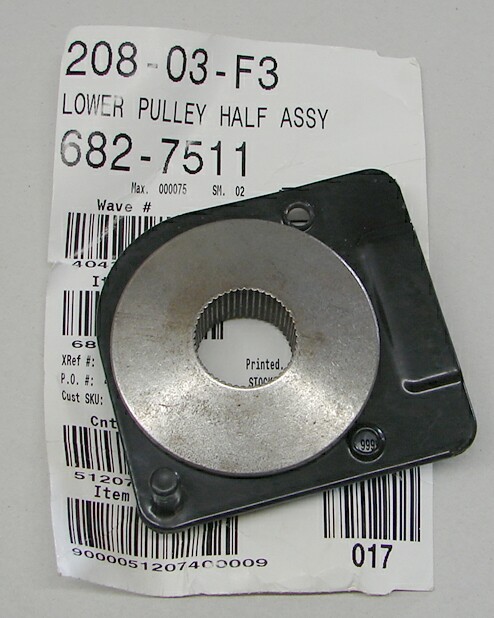 208-03-F3
LOWER PULLEY HALF ASSY
682-7511
Max. 000075 SM. 02
Wave #
XRef #:
Printed.
P.O. #:
Cust SKU:
999
Item
9000051207400009
017